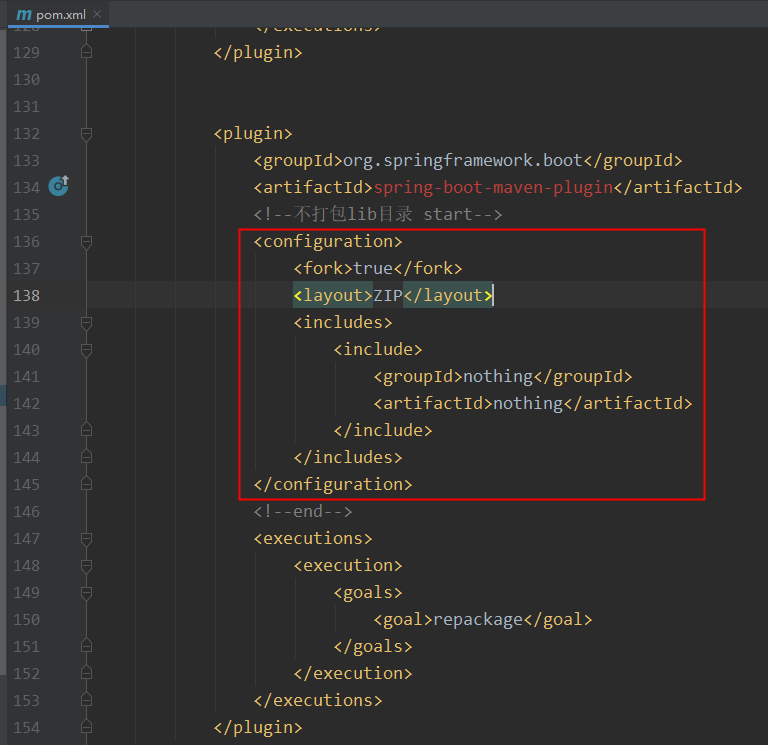 m pom.xml ×
128 </executions>
129 </plugin>
130
131
132 <plugin>
133 <groupId>org.springframework.boot</groupId>
134 <artifactId>spring-boot-maven-plugin</artifactId>
135 <!--不打包lib目录 start-->
136 <configuration>
137 <fork>true</fork>
138 <layout>ZIP</layout>
139 <includes>
140 <include>
141 <groupId>nothing</groupId>
142 <artifactId>nothing</artifactId>
143 </include>
144 </includes>
145 </configuration>
146 <!--end-->
147 <executions>
148 <execution>
149 <goals>
150 <goal>repackage</goal>
151 </goals>
152 </execution>
153 </executions>
154 </plugin>